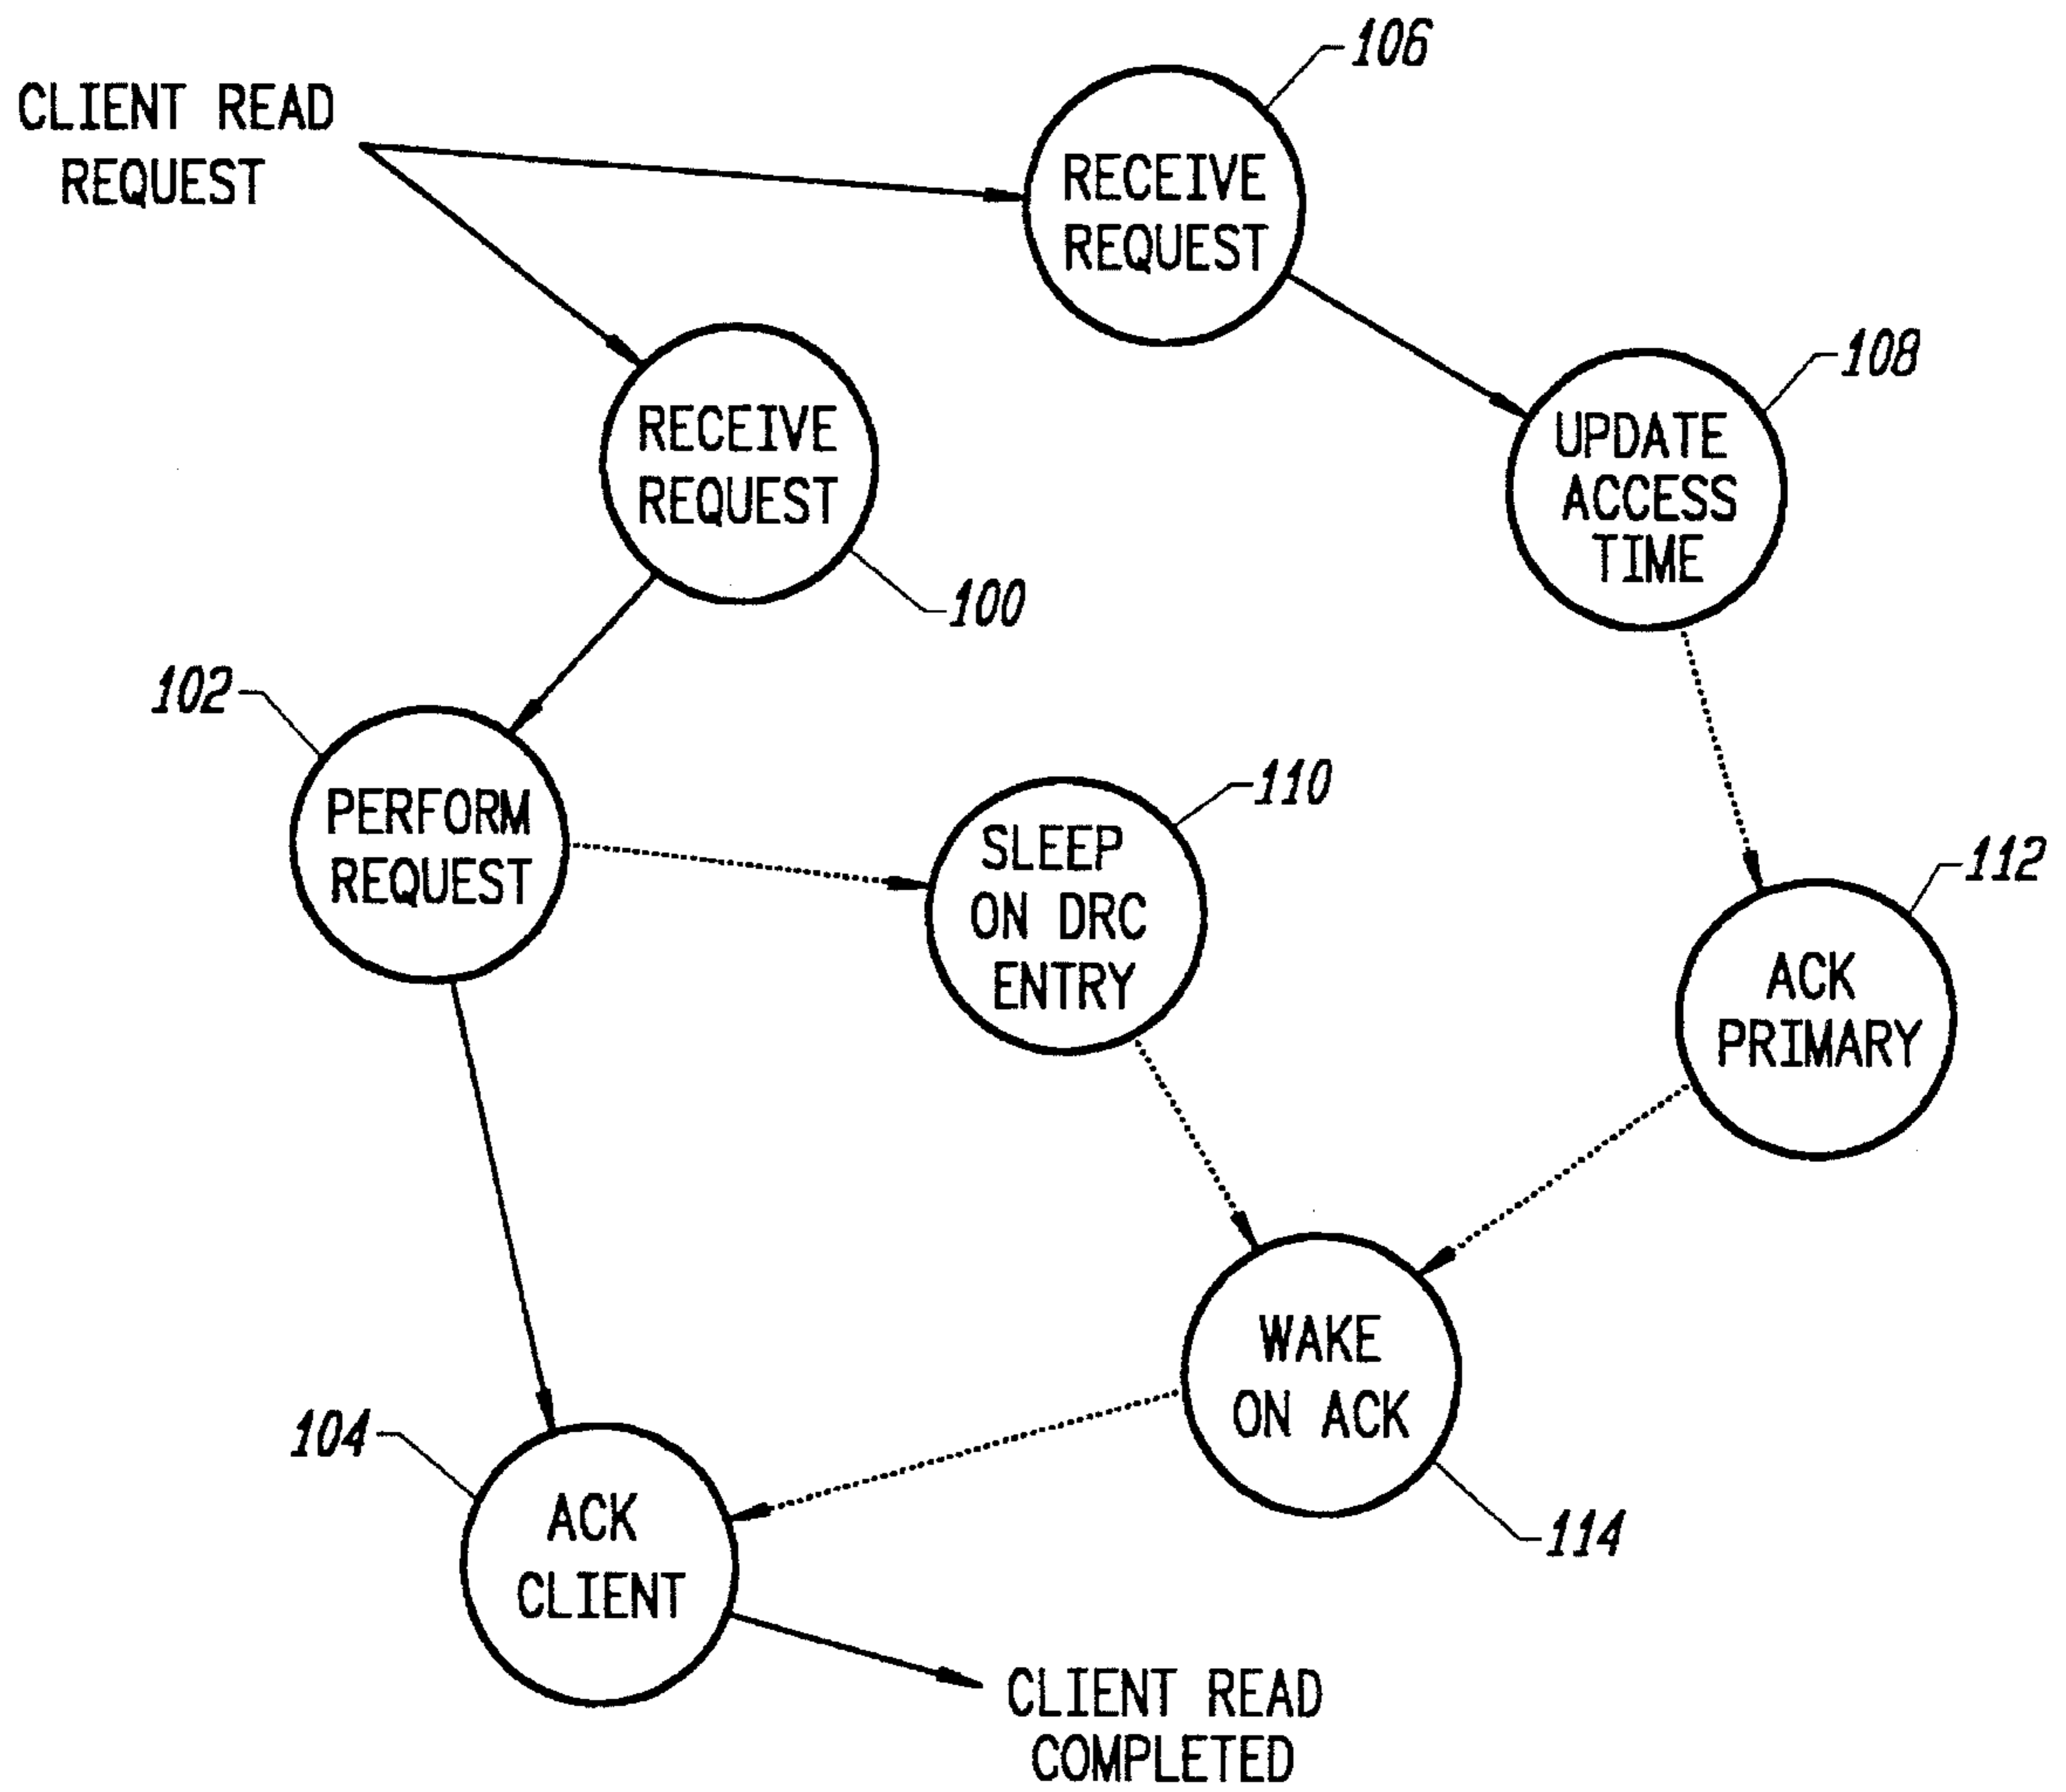 CLIENT READ
REQUEST
106
RECEIVE
REQUEST
108
UPDATE
ACCESS
TIME
RECEIVE
REQUEST
100
102
PERFORM
REQUEST
110
SLEEP
ON DRC
ENTRY
112
ACK
PRIMARY
WAKE
ON ACK
114
104
ACK
CLIENT
CLIENT READ
COMPLETED